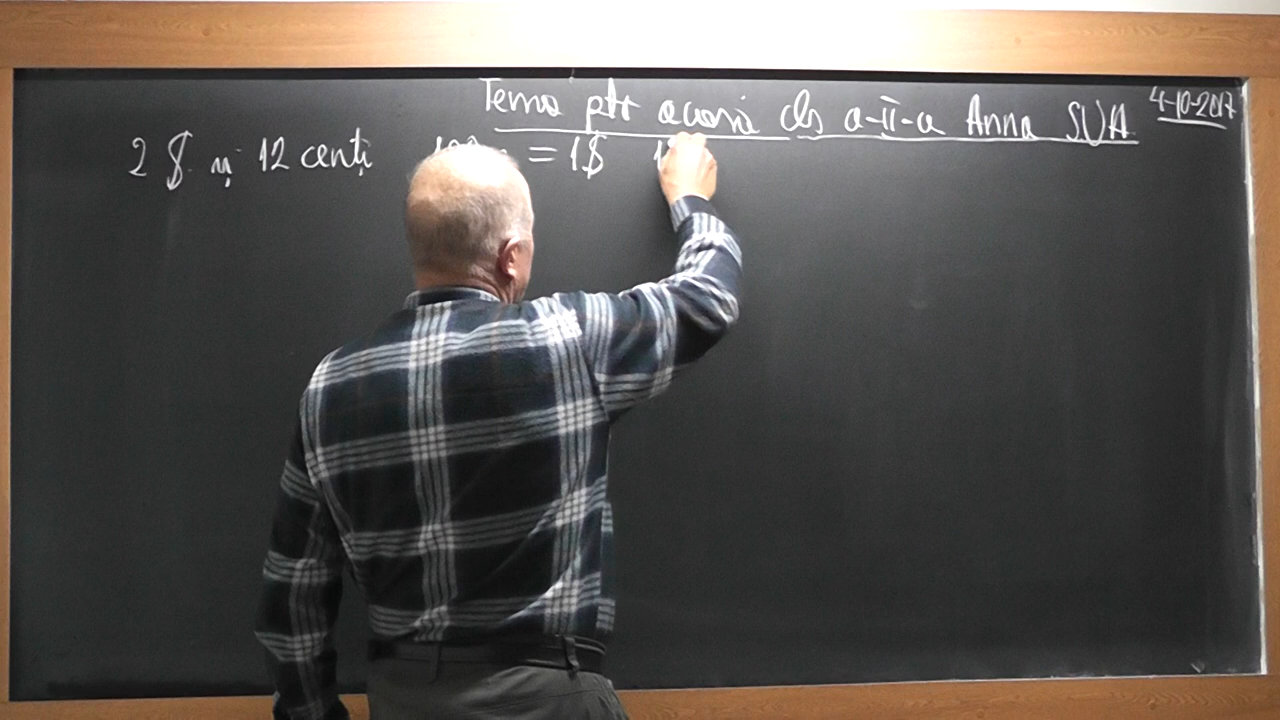 Tema ptr acasă cls a-II-a Anna SUA 4-10-2017
2 $ și 12 cenți = 1$